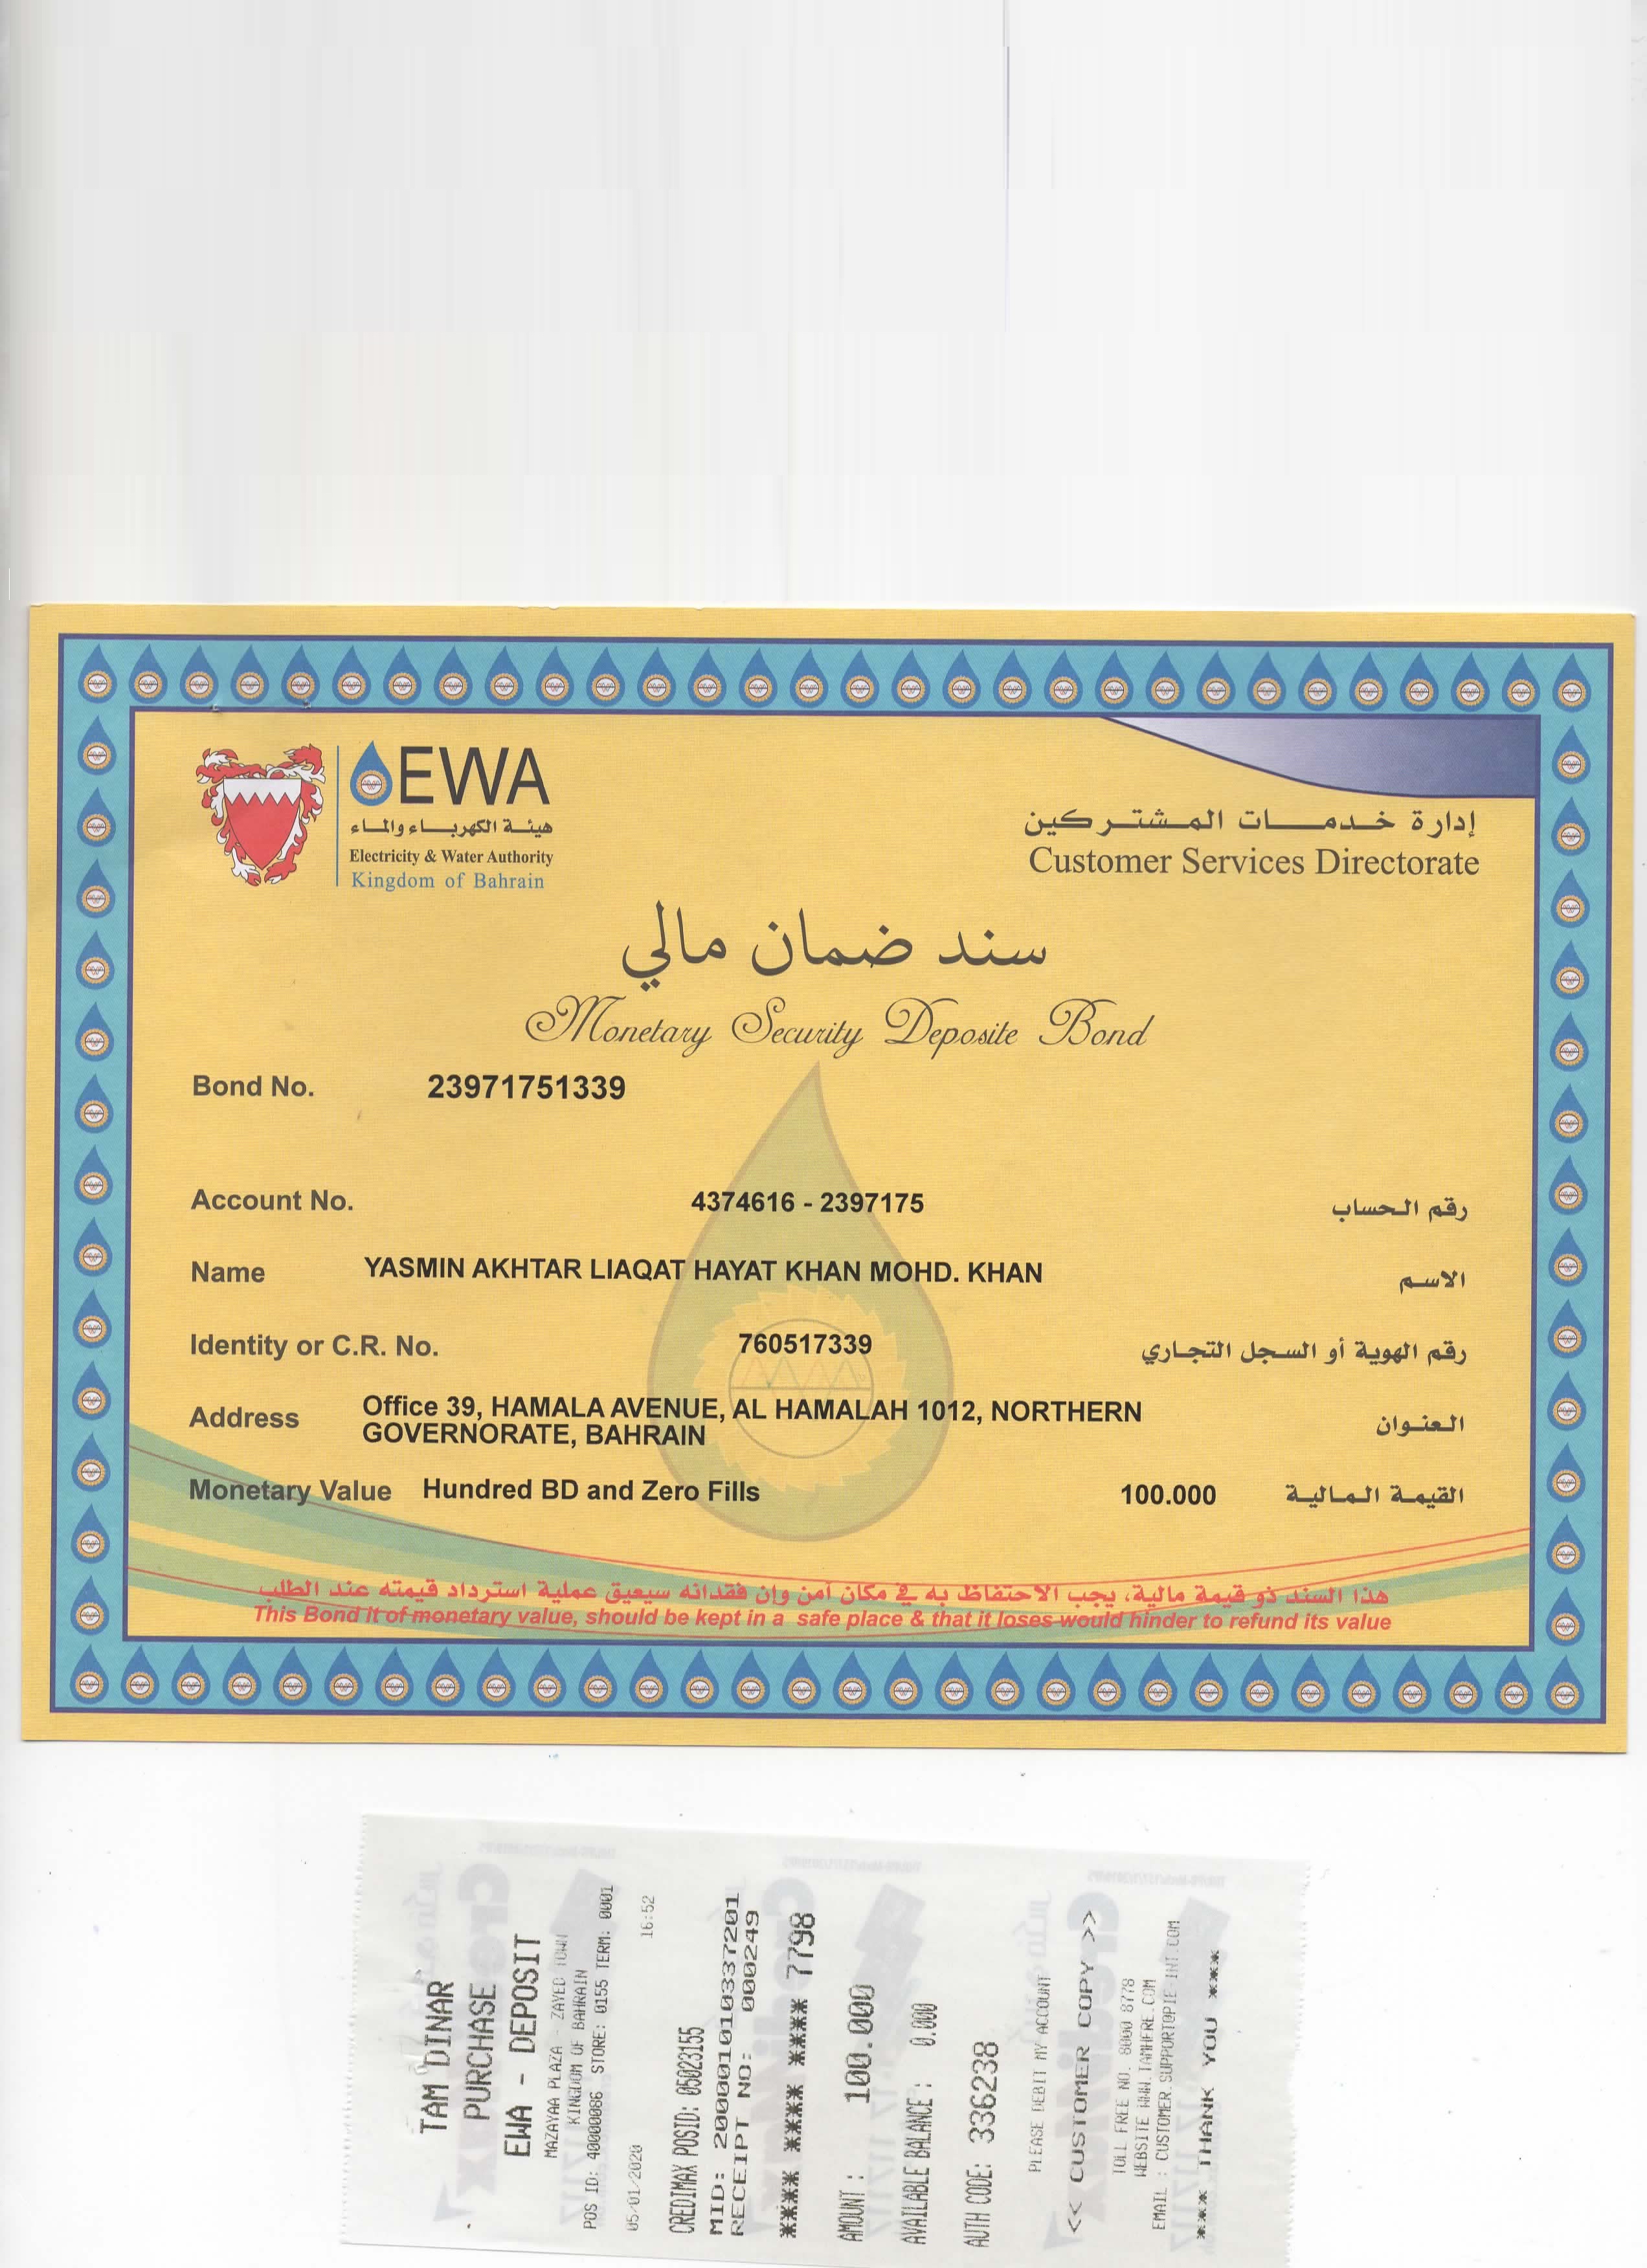 EWA
هيئة الكهرباء والماء
Electricity & Water Authority
Kingdom of Bahrain
إدارة خدمات المشتركين
Customer Services Directorate
سند ضمان مالي
Monetary Security Deposite Bond
Bond No. 23971751339
Account No. 4374616 - 2397175 رقم الحساب
Name YASMIN AKHTAR LIAQAT HAYAT KHAN MOHD. KHAN الاسم
Identity or C.R. No. 760517339 رقم الهوية أو السجل التجاري
Address Office 39, HAMALA AVENUE, AL HAMALAH 1012, NORTHERN العنوان
GOVERNORATE, BAHRAIN
Monetary Value Hundred BD and Zero Fills 100.000 القيمة المالية
هذا السند ذو قيمة مالية، يجب الاحتفاظ به في مكان آمن وإن فقدانه سيعيق عملية استرداد قيمته عند الطلب
This Bond it of monetary value, should be kept in a safe place & that it loses would hinder to refund its value
TAM DINAR
PURCHASE
EWA - DEPOSIT
MAZAYAA PLAZA - ZAYED TOWN
KINGDOM OF BAHRAIN
POS ID: 40000086 STORE: 0155 TERM: 0001
05/01/2020 16:52
CREDIMAX POSID: 05023155
MID: 200001010337201
RECEIPT NO: 000249
**** **** **** 7798
AMOUNT : 100.000
AVAILABLE BALANCE : 0.000
AUTH CODE: 336238
PLEASE DEBIT MY ACCOUNT
<< CUSTOMER COPY >>
TOLL FREE NO. 8000 8778
WEBSITE WWW.TAMHERE.COM
EMAIL : CUSTOMER.SUPPORT@PIE-INT.COM
*** THANK YOU ***